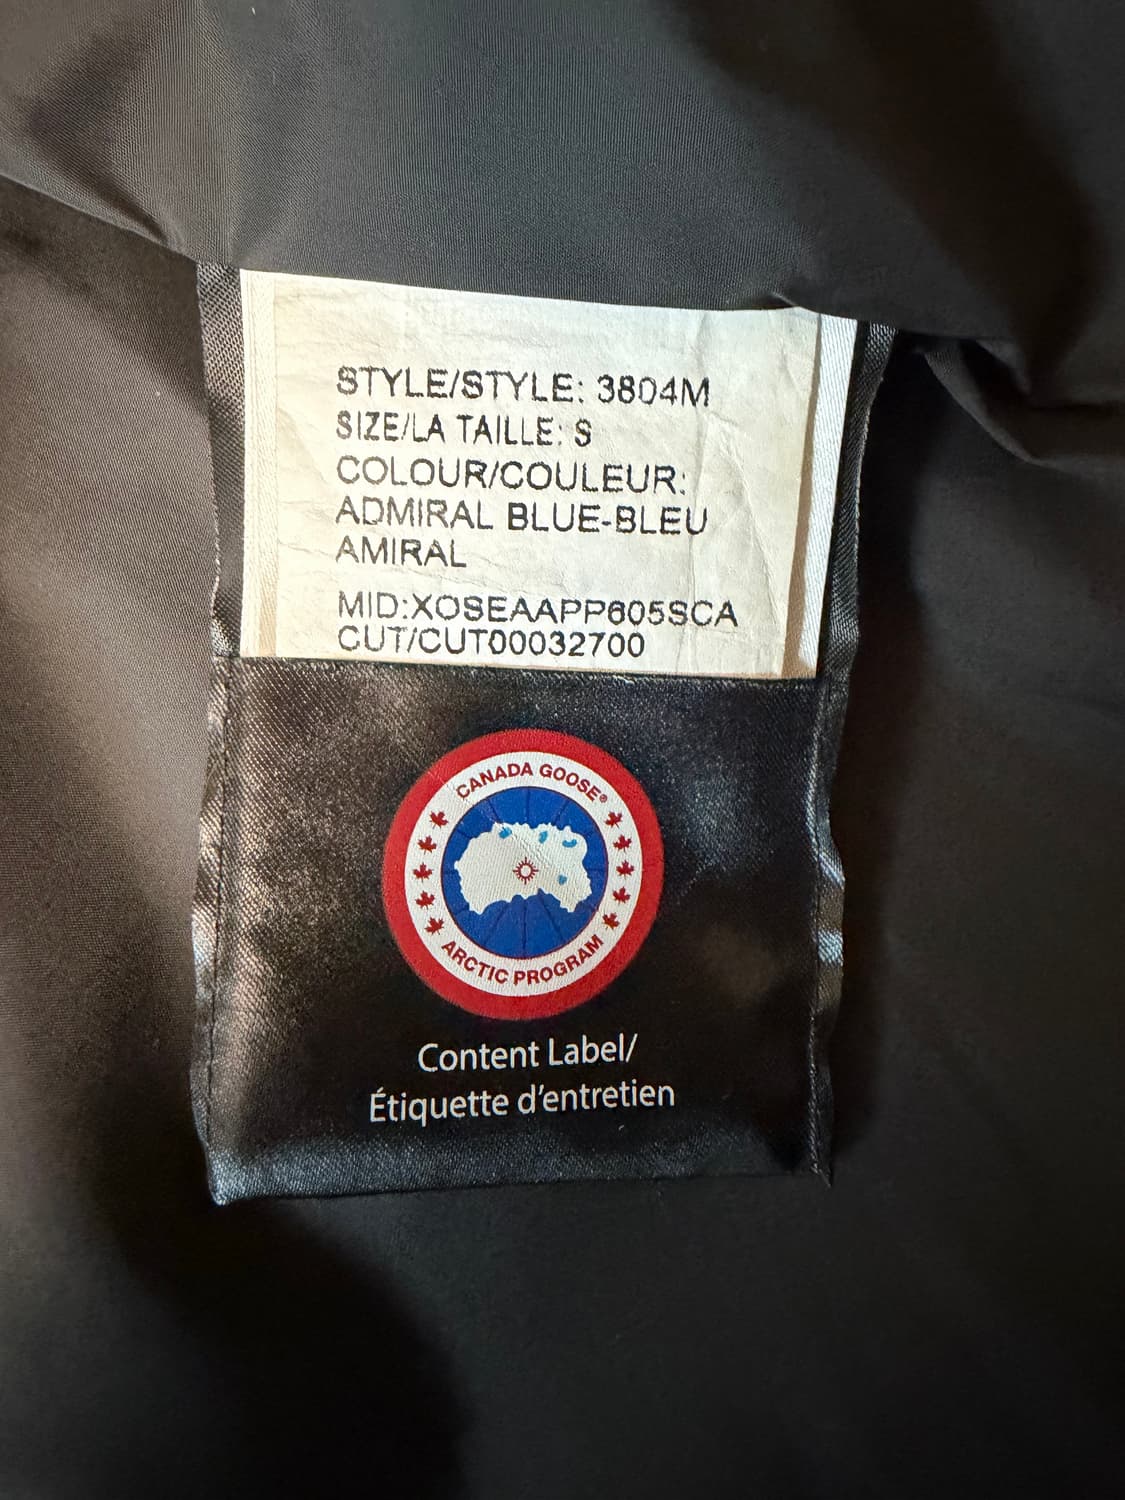 STYLE/STYLE: 3804M
SIZE/LA TAILLE: S
COLOUR/COULEUR:
ADMIRAL BLUE-BLEU
AMIRAL
MID:XOSEAAPP605SCA
CUT/CUT00032700
CANADA GOOSE®
ARCTIC PROGRAM
Content Label/
Étiquette d'entretien